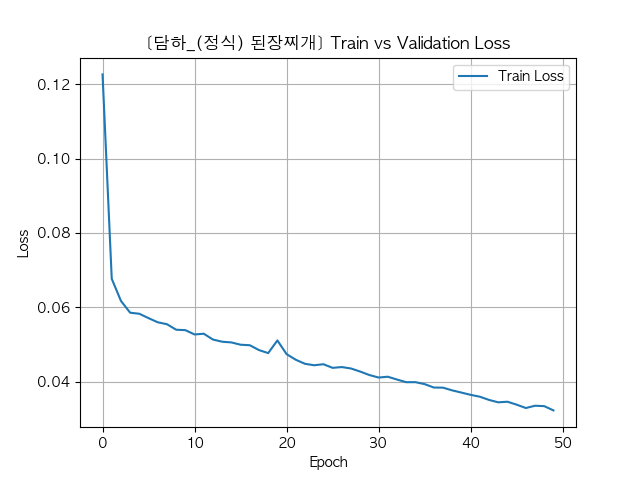 [담하_(정식) 된장찌개] Train vs Validation Loss
Train Loss
0.12
0.10
0.08
0.06
0.04
Loss
0 10 20 30 40 50
Epoch